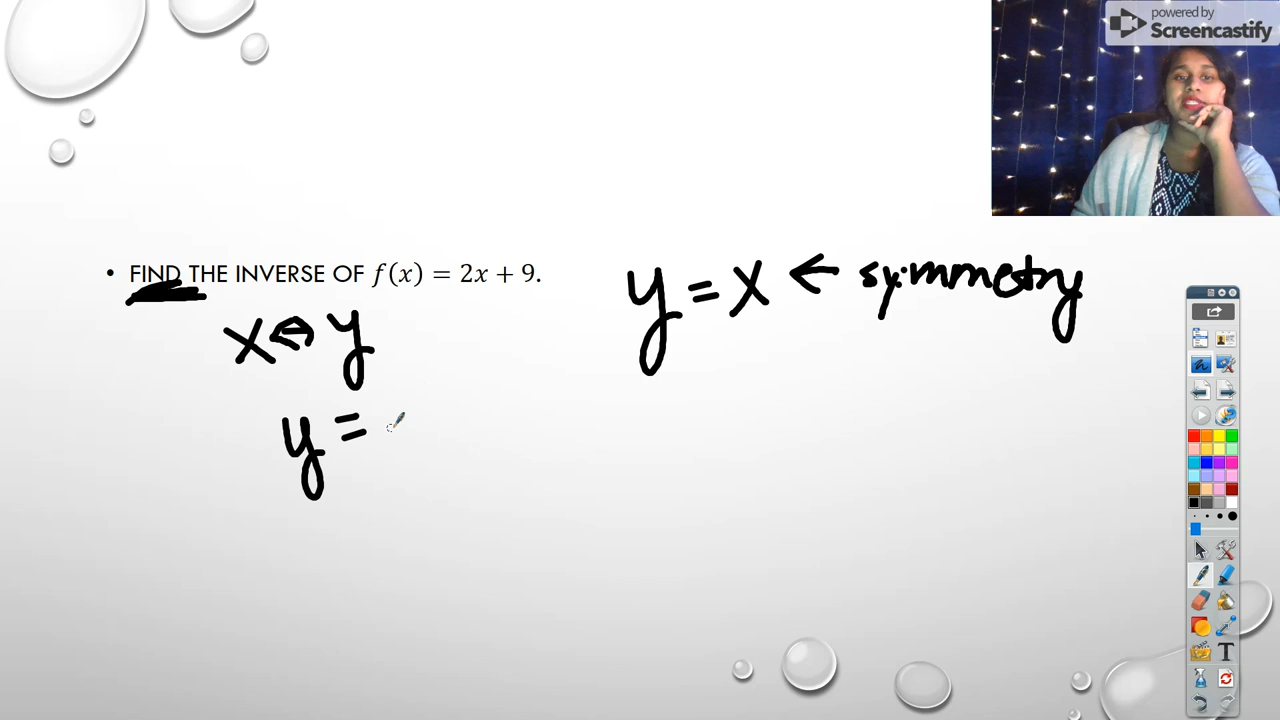 powered by
Screencastify
• FIND THE INVERSE OF f(x) = 2x + 9.
y = x ← symmetry
x ⇔ y
y =
T